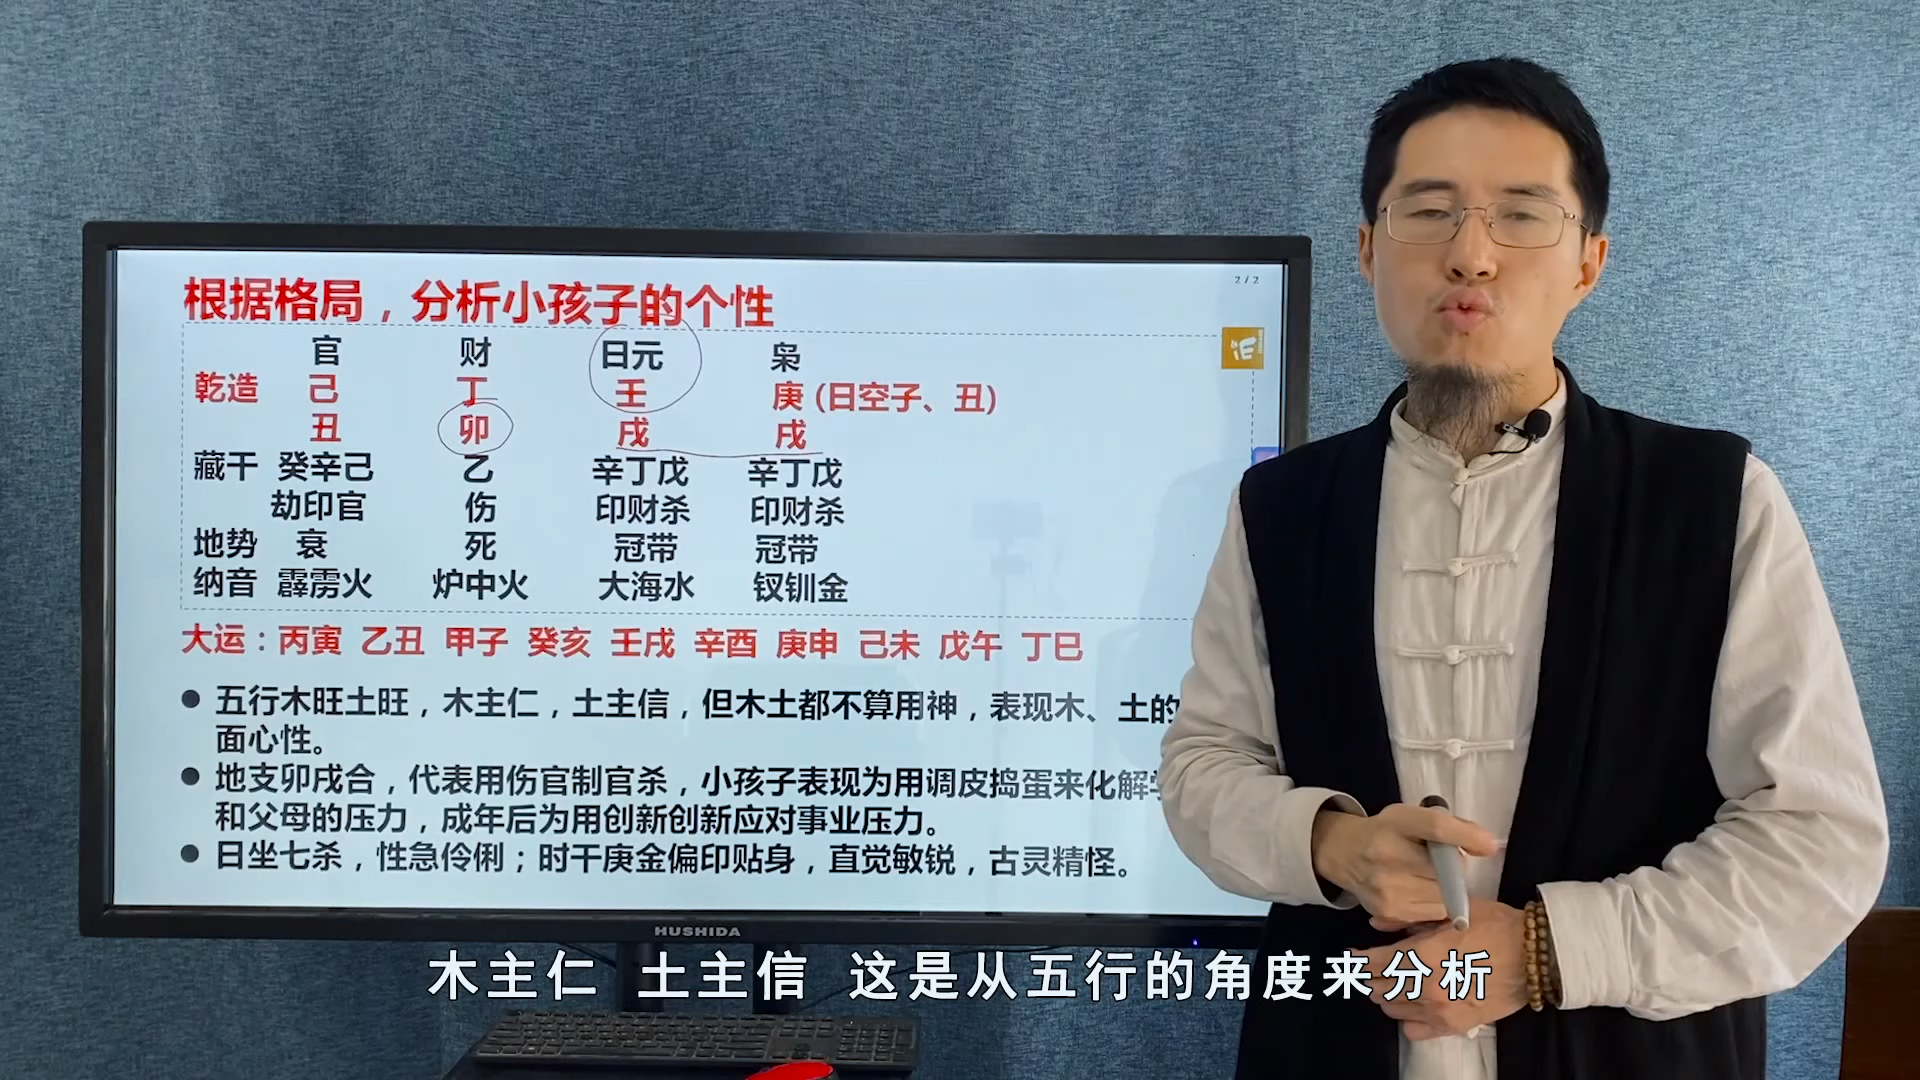 根据格局，分析小孩子的个性
2 / 2
官 财 日元 枭
乾造 己 丁 壬 庚 (日空子、丑)
丑 卯 戌 戌
藏干 癸辛己 乙 辛丁戊 辛丁戊
劫印官 伤 印财杀 印财杀
地势 衰 死 冠带 冠带
纳音 霹雳火 炉中火 大海水 钗钏金
大运：丙寅 乙丑 甲子 癸亥 壬戌 辛酉 庚申 己未 戊午 丁巳
● 五行木旺土旺，木主仁，土主信，但木土都不算用神，表现木、土的
面心性。
● 地支卯戌合，代表用伤官制官杀，小孩子表现为用调皮捣蛋来化解
和父母的压力，成年后为用创新创新应对事业压力。
● 日坐七杀，性急伶俐；时干庚金偏印贴身，直觉敏锐，古灵精怪。
HUSHIDA
木主仁 土主信 这是从五行的角度来分析